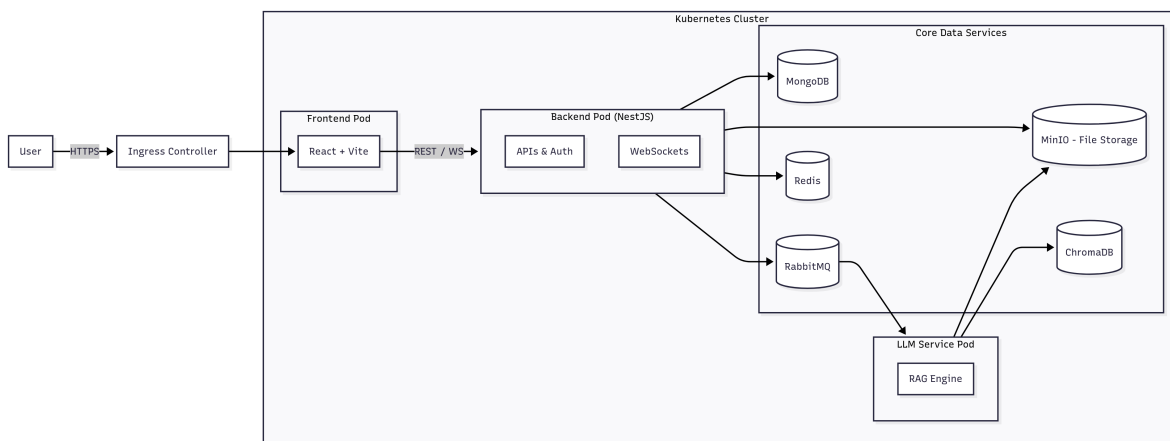 Kubernetes Cluster
Core Data Services
MongoDB
Frontend Pod
Backend Pod (NestJS)
MinIO - File Storage
User
HTTPS
Ingress Controller
React + Vite
REST / WS
APIs & Auth
WebSockets
Redis
ChromaDB
RabbitMQ
LLM Service Pod
RAG Engine